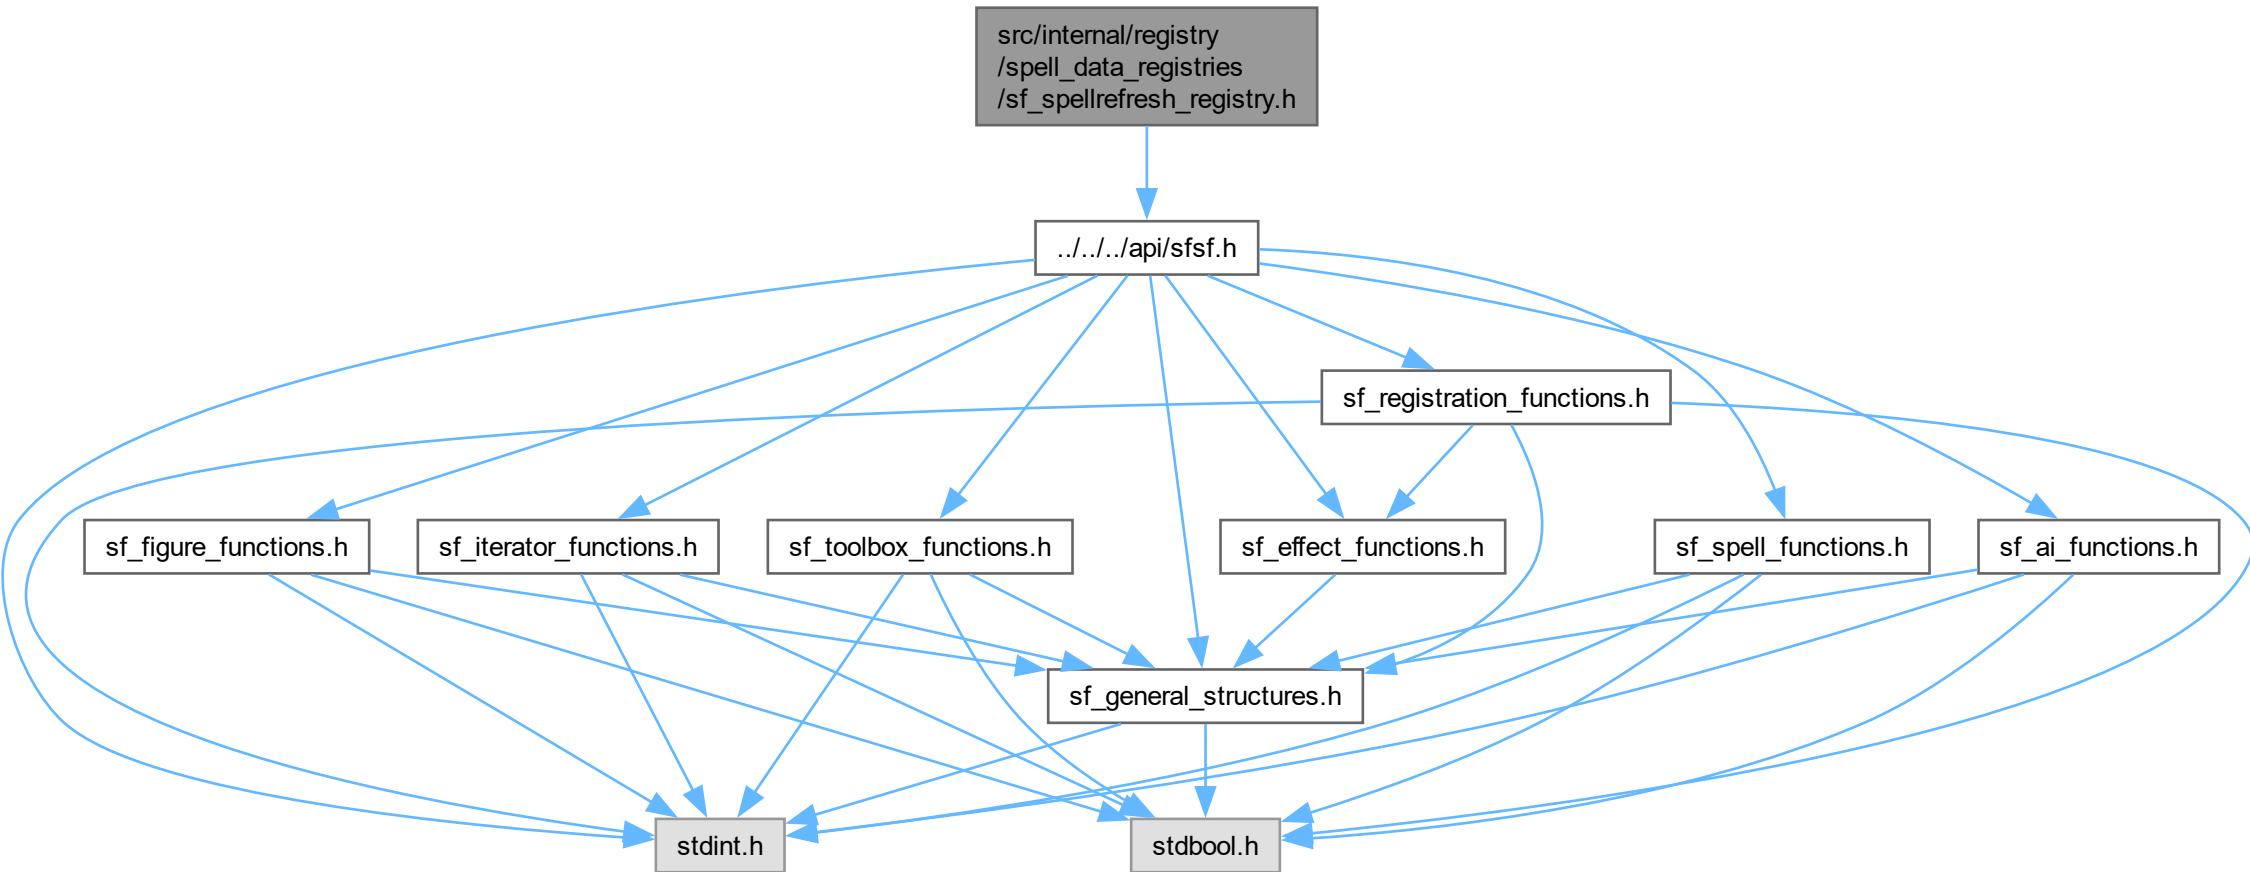 src/internal/registry
/spell_data_registries
/sf_spellrefresh_registry.h
../../../api/sfsf.h
sf_registration_functions.h
sf_figure_functions.h
sf_iterator_functions.h
sf_toolbox_functions.h
sf_effect_functions.h
sf_spell_functions.h
sf_ai_functions.h
sf_general_structures.h
stdint.h
stdbool.h